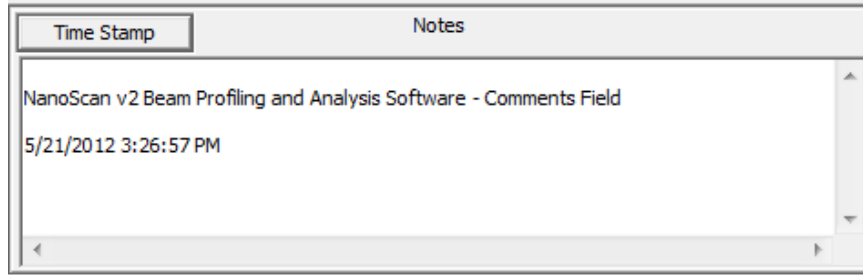 Time Stamp
Notes
NanoScan v2 Beam Profiling and Analysis Software - Comments Field
5/21/2012 3:26:57 PM